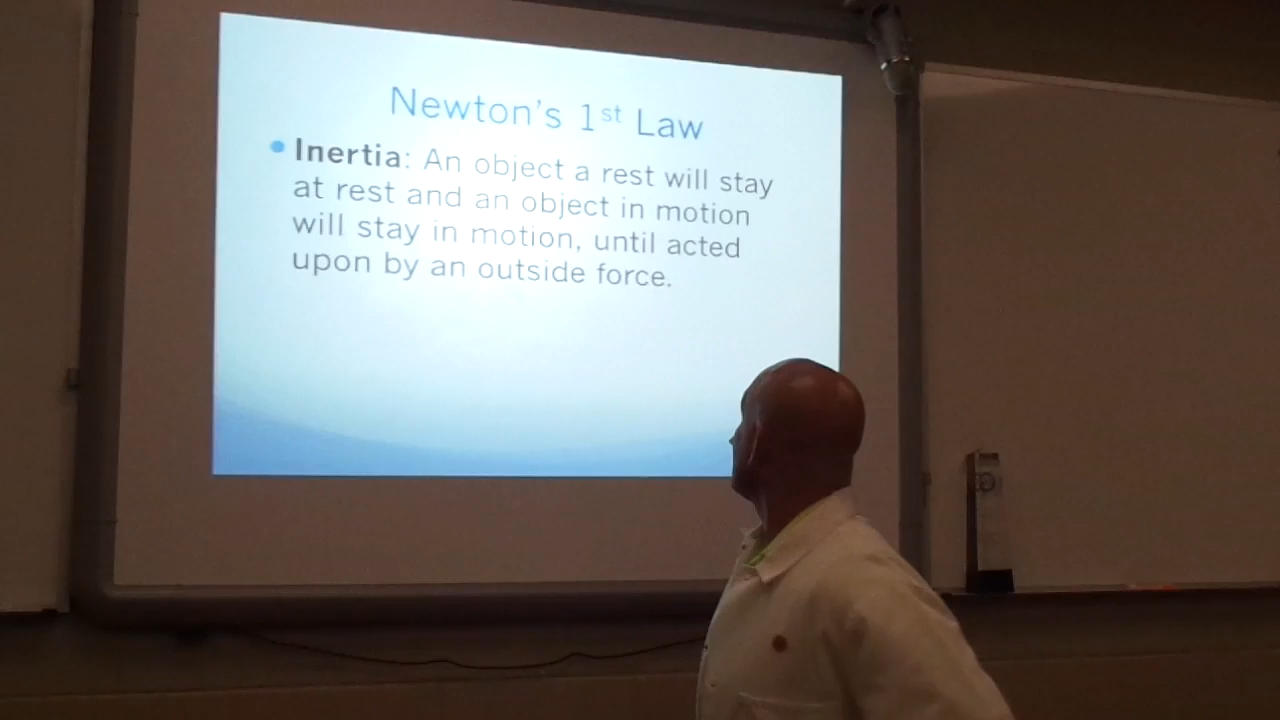 Newton's 1st Law
• Inertia: An object a rest will stay
at rest and an object in motion
will stay in motion, until acted
upon by an outside force.